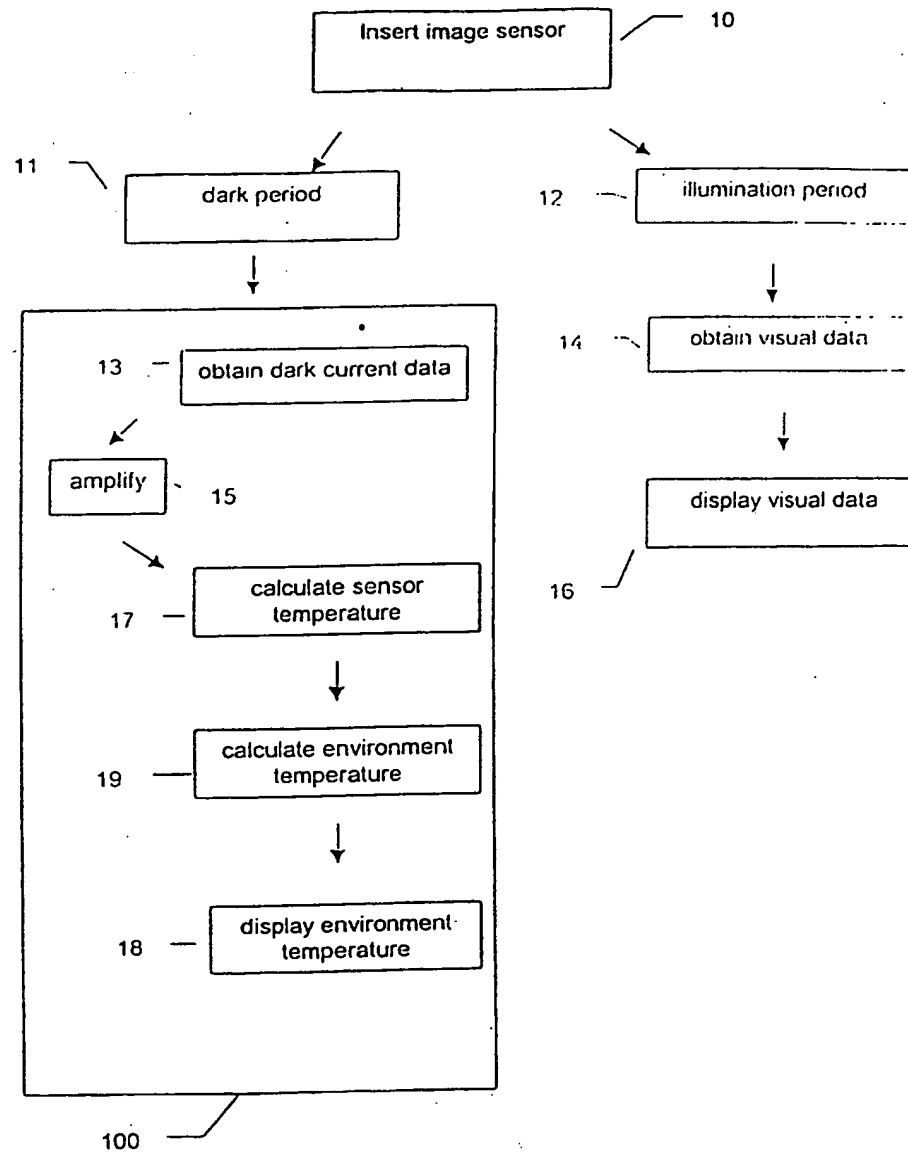 Insert image sensor
10
11
dark period
12
illumination period
13
obtain dark current data
14
obtain visual data
amplify
15
display visual data
16
17
calculate sensor
temperature
19
calculate environment
temperature
18
display environment
temperature
100